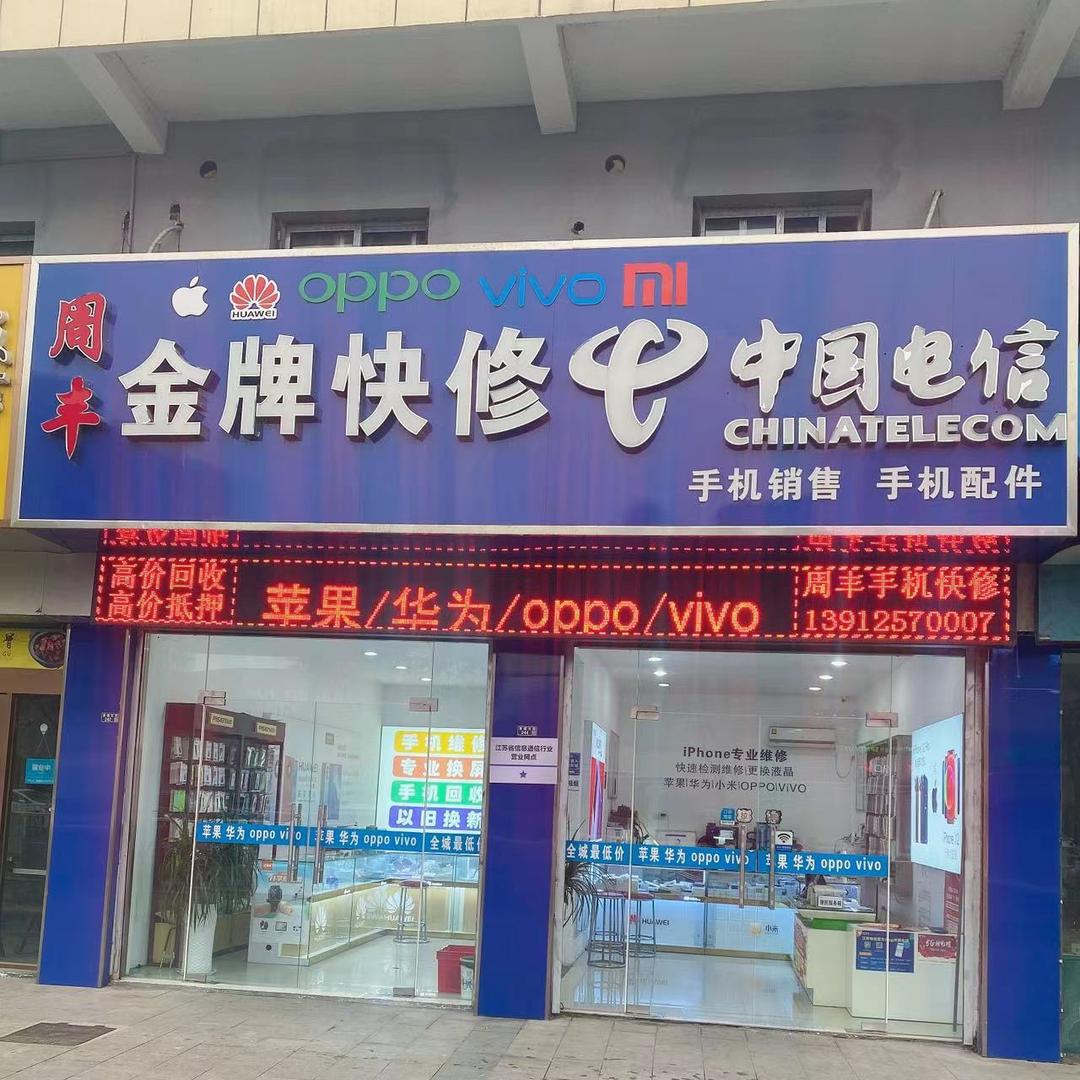 周丰
HUAWEI
oppo vivo MI
金牌快修
中国电信
CHINATELECOM
手机销售 手机配件
高价回收
高价抵押
苹果/华为/oppo/vivo
周丰手机快修
13912570007
手机维修
专业换屏
手机回收
以旧换新
江苏省信息通信行业
营业网点
iPhone专业维修
快速检测维修|更换液晶
苹果|华为|小米|OPPO|ViVO
苹果 华为 oppo vivo
苹果 华为 oppo vivo
全城最低价
全城最低价
苹果 华为 oppo vivo
苹果 华为 oppo vivo
HUAWEI
小米
营业中